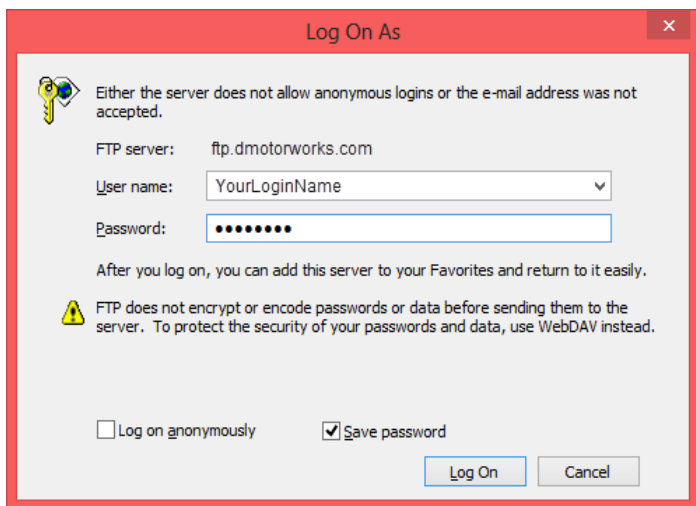 Log On As
Either the server does not allow anonymous logins or the e-mail address was not
accepted.
FTP server: ftp.dmotorworks.com
User name: YourLoginName
Password: ••••••••
After you log on, you can add this server to your Favorites and return to it easily.
FTP does not encrypt or encode passwords or data before sending them to the
server. To protect the security of your passwords and data, use WebDAV instead.
Log on anonymously Save password
Log On Cancel